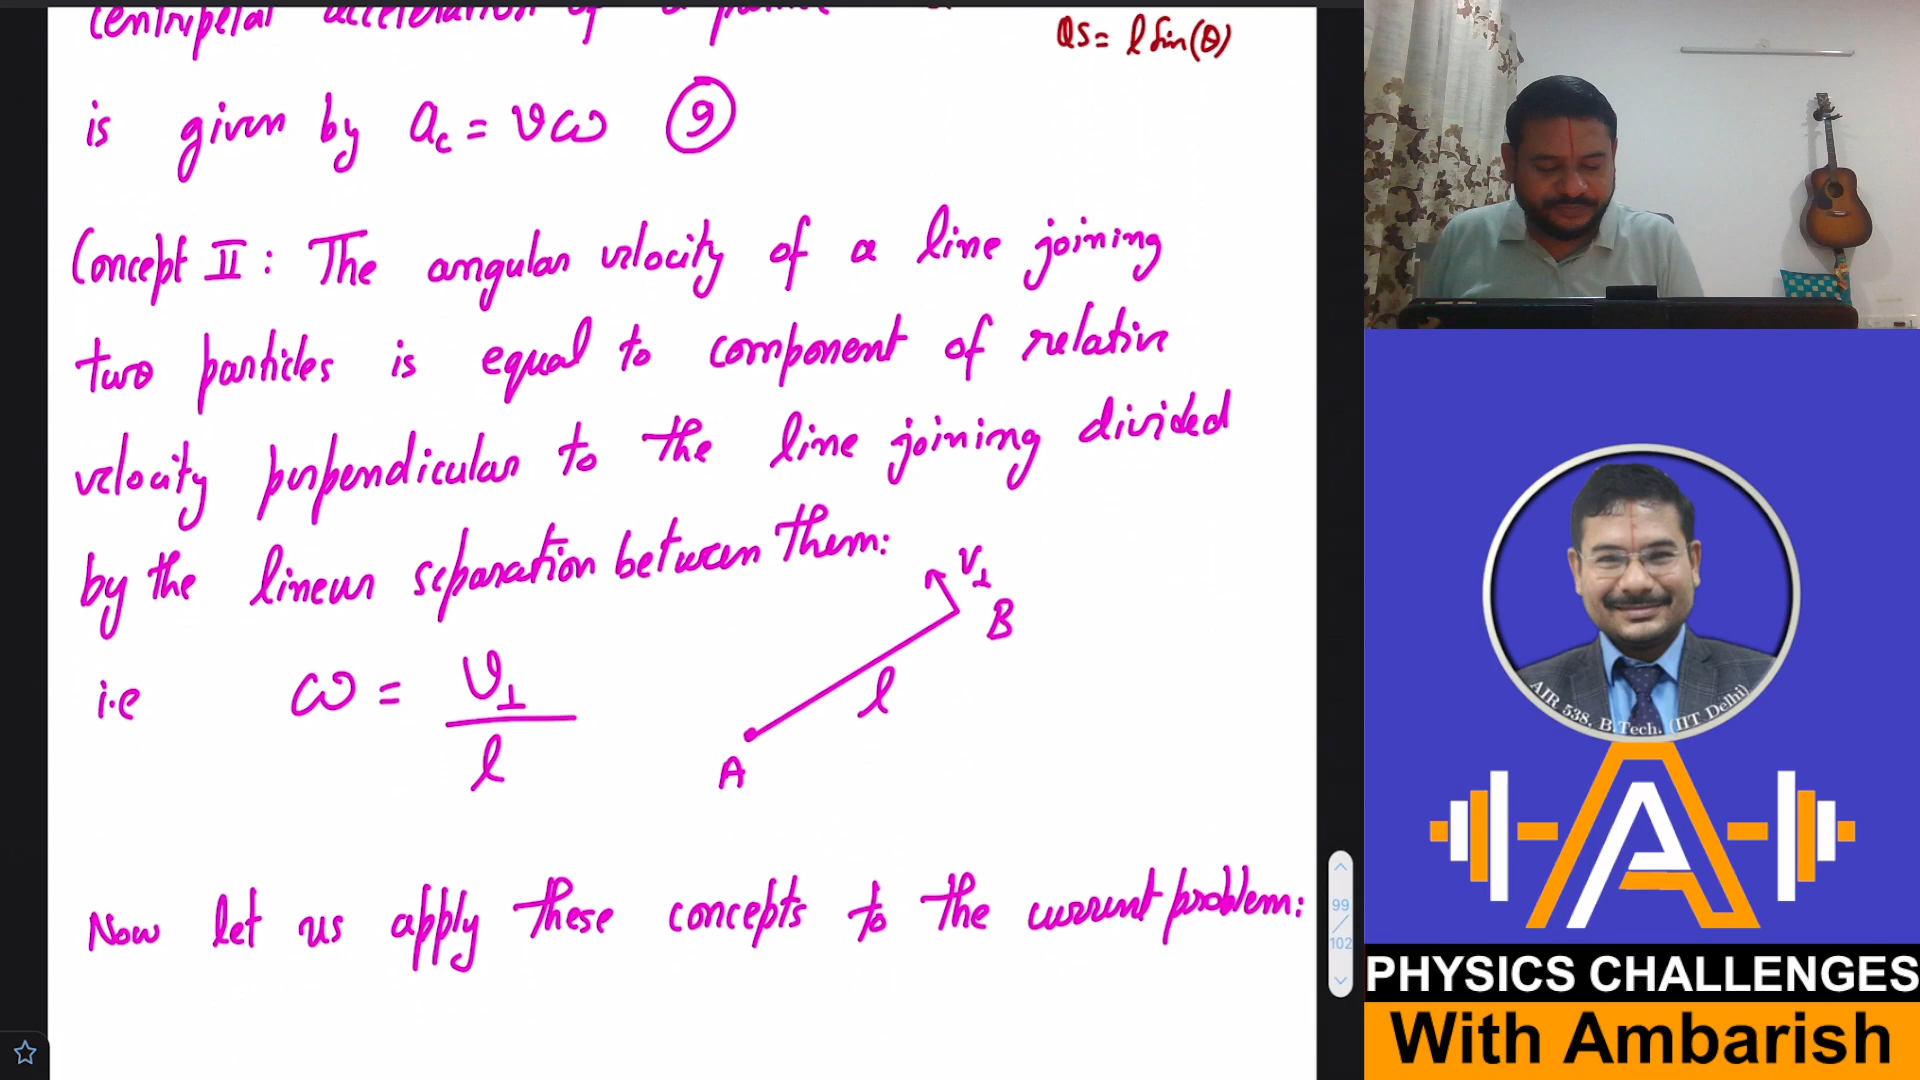 centripetal acceleration of a
QS = l Sin(θ)
is given by a_c = vω ⑨
Concept II : The angular velocity of a line joining
two particles is equal to component of relative
velocity perpendicular to the line joining divided
by the linear separation between them:
V⊥
B
i.e ω = v⊥ / l
l
A
Now let us apply these concepts to the current problem:
99
/
102
AIR 538, B.Tech. (IIT Delhi)
A
PHYSICS CHALLENGES
With Ambarish